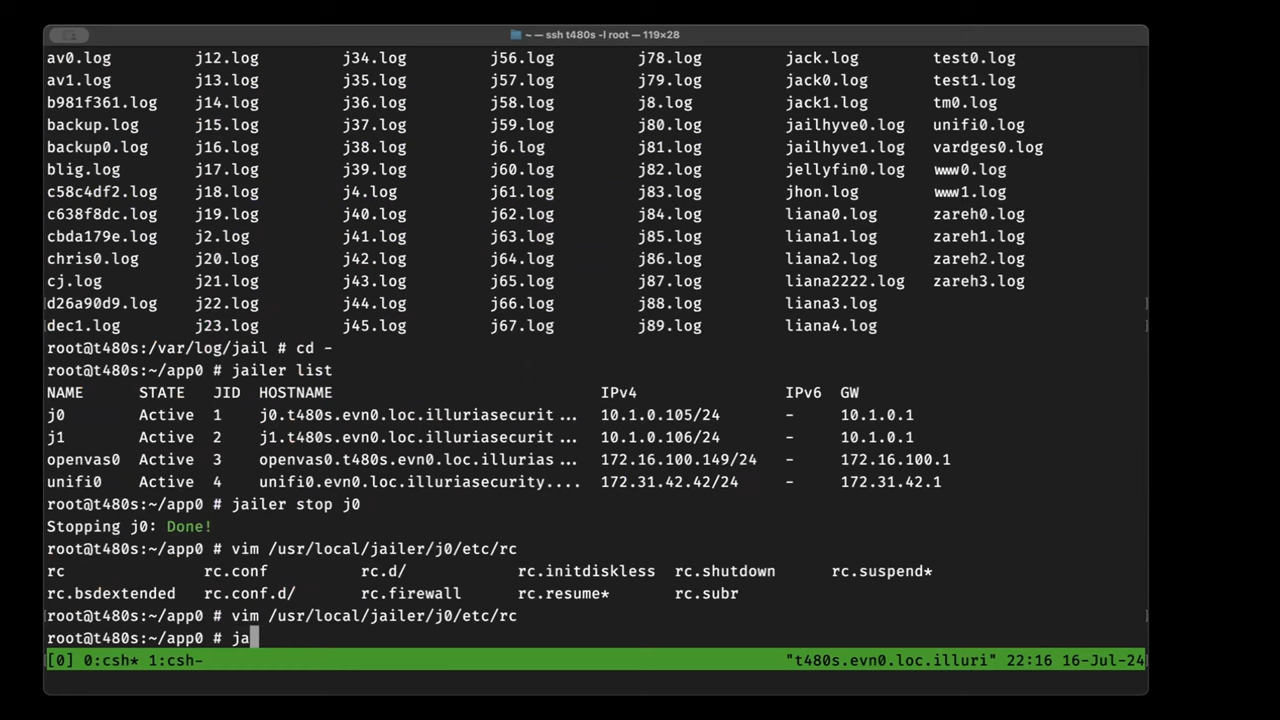 ~ — ssh t480s -l root — 119×28
av0.log j12.log j34.log j56.log j78.log jack.log test0.log
av1.log j13.log j35.log j57.log j79.log jack0.log test1.log
b981f361.log j14.log j36.log j58.log j8.log jack1.log tm0.log
backup.log j15.log j37.log j59.log j80.log jailhyve0.log unifi0.log
backup0.log j16.log j38.log j6.log j81.log jailhyve1.log vardges0.log
blig.log j17.log j39.log j60.log j82.log jellyfin0.log www0.log
c58c4df2.log j18.log j4.log j61.log j83.log jhon.log www1.log
c638f8dc.log j19.log j40.log j62.log j84.log liana0.log zareh0.log
cbda179e.log j2.log j41.log j63.log j85.log liana1.log zareh1.log
chris0.log j20.log j42.log j64.log j86.log liana2.log zareh2.log
cj.log j21.log j43.log j65.log j87.log liana2222.log zareh3.log
d26a90d9.log j22.log j44.log j66.log j88.log liana3.log
dec1.log j23.log j45.log j67.log j89.log liana4.log
root@t480s:/var/log/jail # cd -
root@t480s:~/app0 # jailer list
NAME STATE JID HOSTNAME IPv4 IPv6 GW
j0 Active 1 j0.t480s.evn0.loc.illuriasecurit ... 10.1.0.105/24 - 10.1.0.1
j1 Active 2 j1.t480s.evn0.loc.illuriasecurit ... 10.1.0.106/24 - 10.1.0.1
openvas0 Active 3 openvas0.t480s.evn0.loc.illurias ... 172.16.100.149/24 - 172.16.100.1
unifi0 Active 4 unifi0.evn0.loc.illuriasecurity.... 172.31.42.42/24 - 172.31.42.1
root@t480s:~/app0 # jailer stop j0
Stopping j0: Done!
root@t480s:~/app0 # vim /usr/local/jailer/j0/etc/rc
rc rc.conf rc.d/ rc.initdiskless rc.shutdown rc.suspend*
rc.bsdextended rc.conf.d/ rc.firewall rc.resume* rc.subr
root@t480s:~/app0 # vim /usr/local/jailer/j0/etc/rc
root@t480s:~/app0 # ja
[0] 0:csh* 1:csh- "t480s.evn0.loc.illuri" 22:16 16-Jul-24